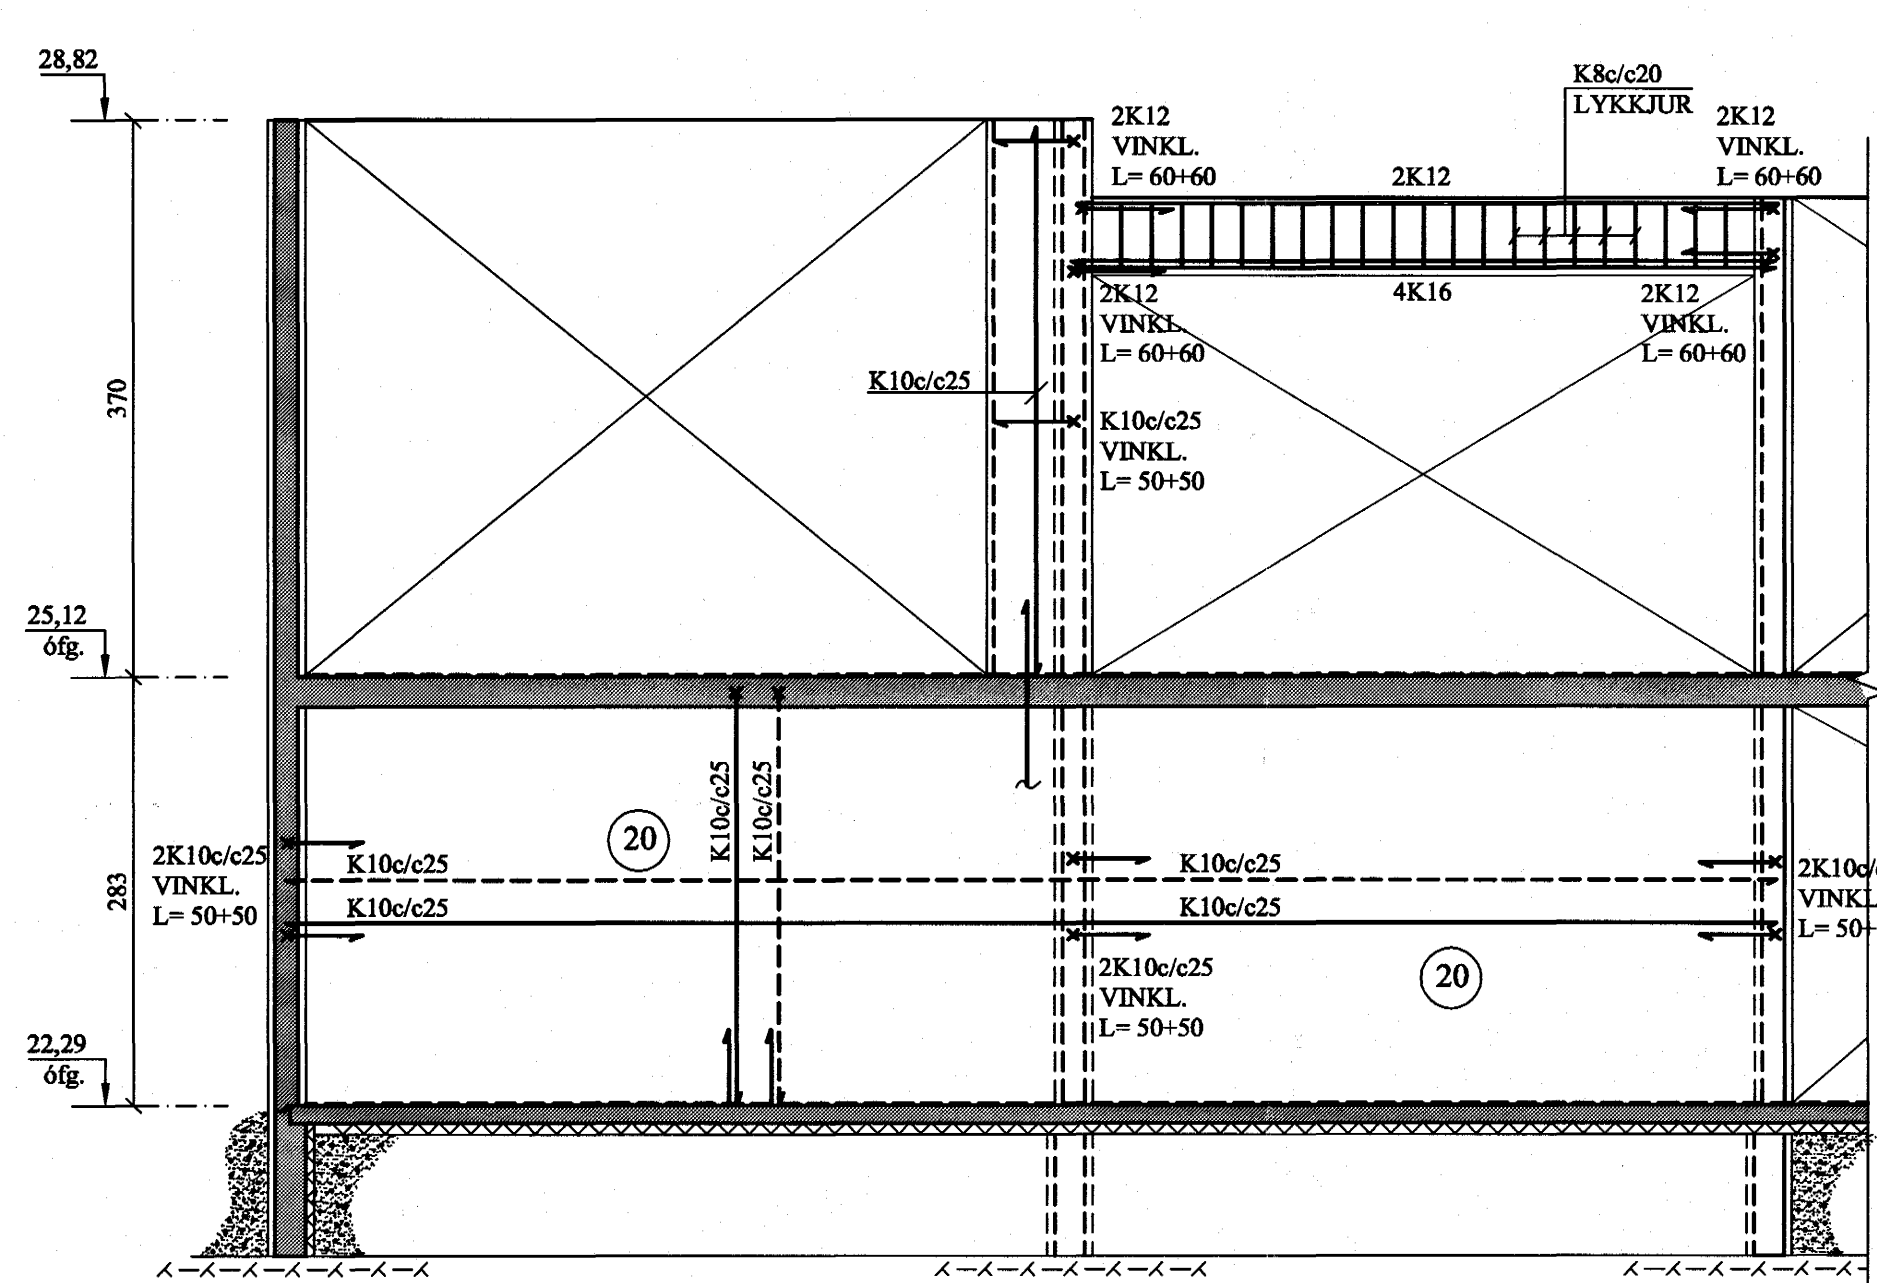 28,82
K8c/c20
LYKKJUR
2K12
VINKL.
L= 60+60
2K12
2K12
VINKL.
L= 60+60
2K12
VINKL.
L= 60+60
4K16
2K12
VINKL.
L= 60+60
370
K10c/c25
K10c/c25
VINKL.
L= 50+50
25,12
ófg.
283
K10c/c25
K10c/c25
20
2K10c/c25
VINKL.
L= 50+50
K10c/c25
K10c/c25
K10c/c25
K10c/c25
2K10c/
VINKL
L= 50+
2K10c/c25
VINKL.
L= 50+50
20
22,29
ófg.